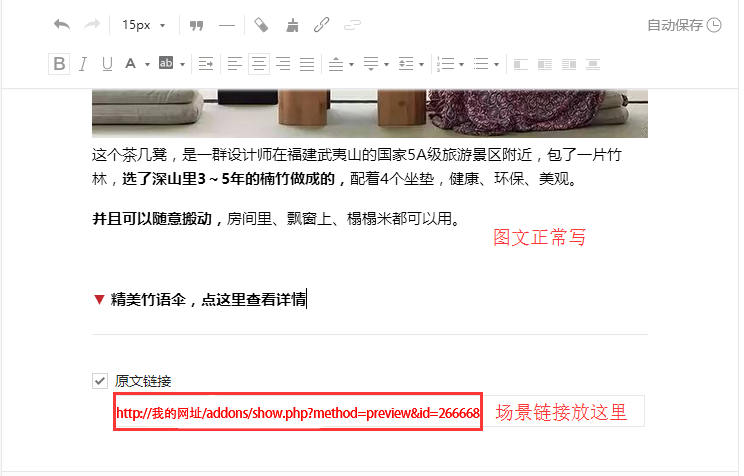 15px
自动保存
B I U A ab
这个茶几凳，是一群设计师在福建武夷山的国家5A级旅游景区附近，包了一片竹
林，选了深山里3～5年的楠竹做成的，配着4个坐垫，健康、环保、美观。
并且可以随意搬动，房间里、飘窗上、榻榻米都可以用。
图文正常写
▼ 精美竹语伞，点这里查看详情
原文链接
http://我的网址/addons/show.php?method=preview&id=266668
场景链接放这里